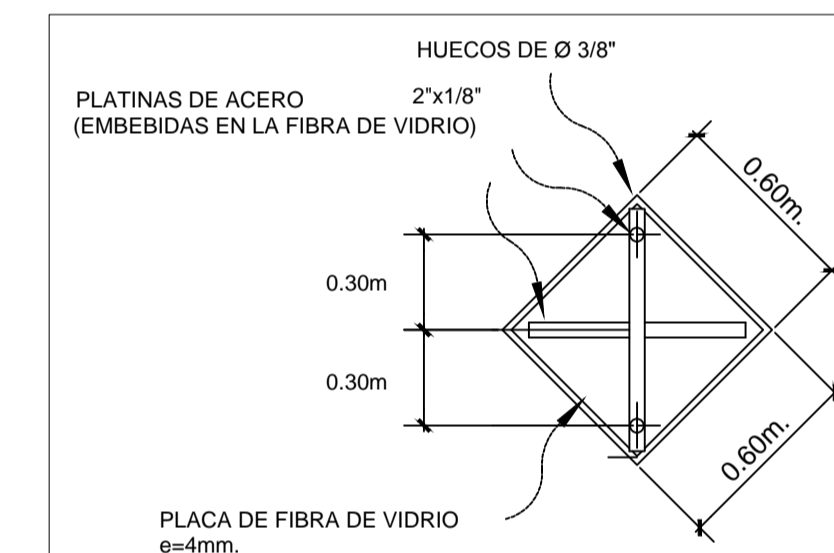 HUECOS DE Ø 3/8"
PLATINAS DE ACERO 2"x1/8"
(EMBEBIDAS EN LA FIBRA DE VIDRIO)
0.60m.
0.30m
0.30m
0.60m.
PLACA DE FIBRA DE VIDRIO
e=4mm.